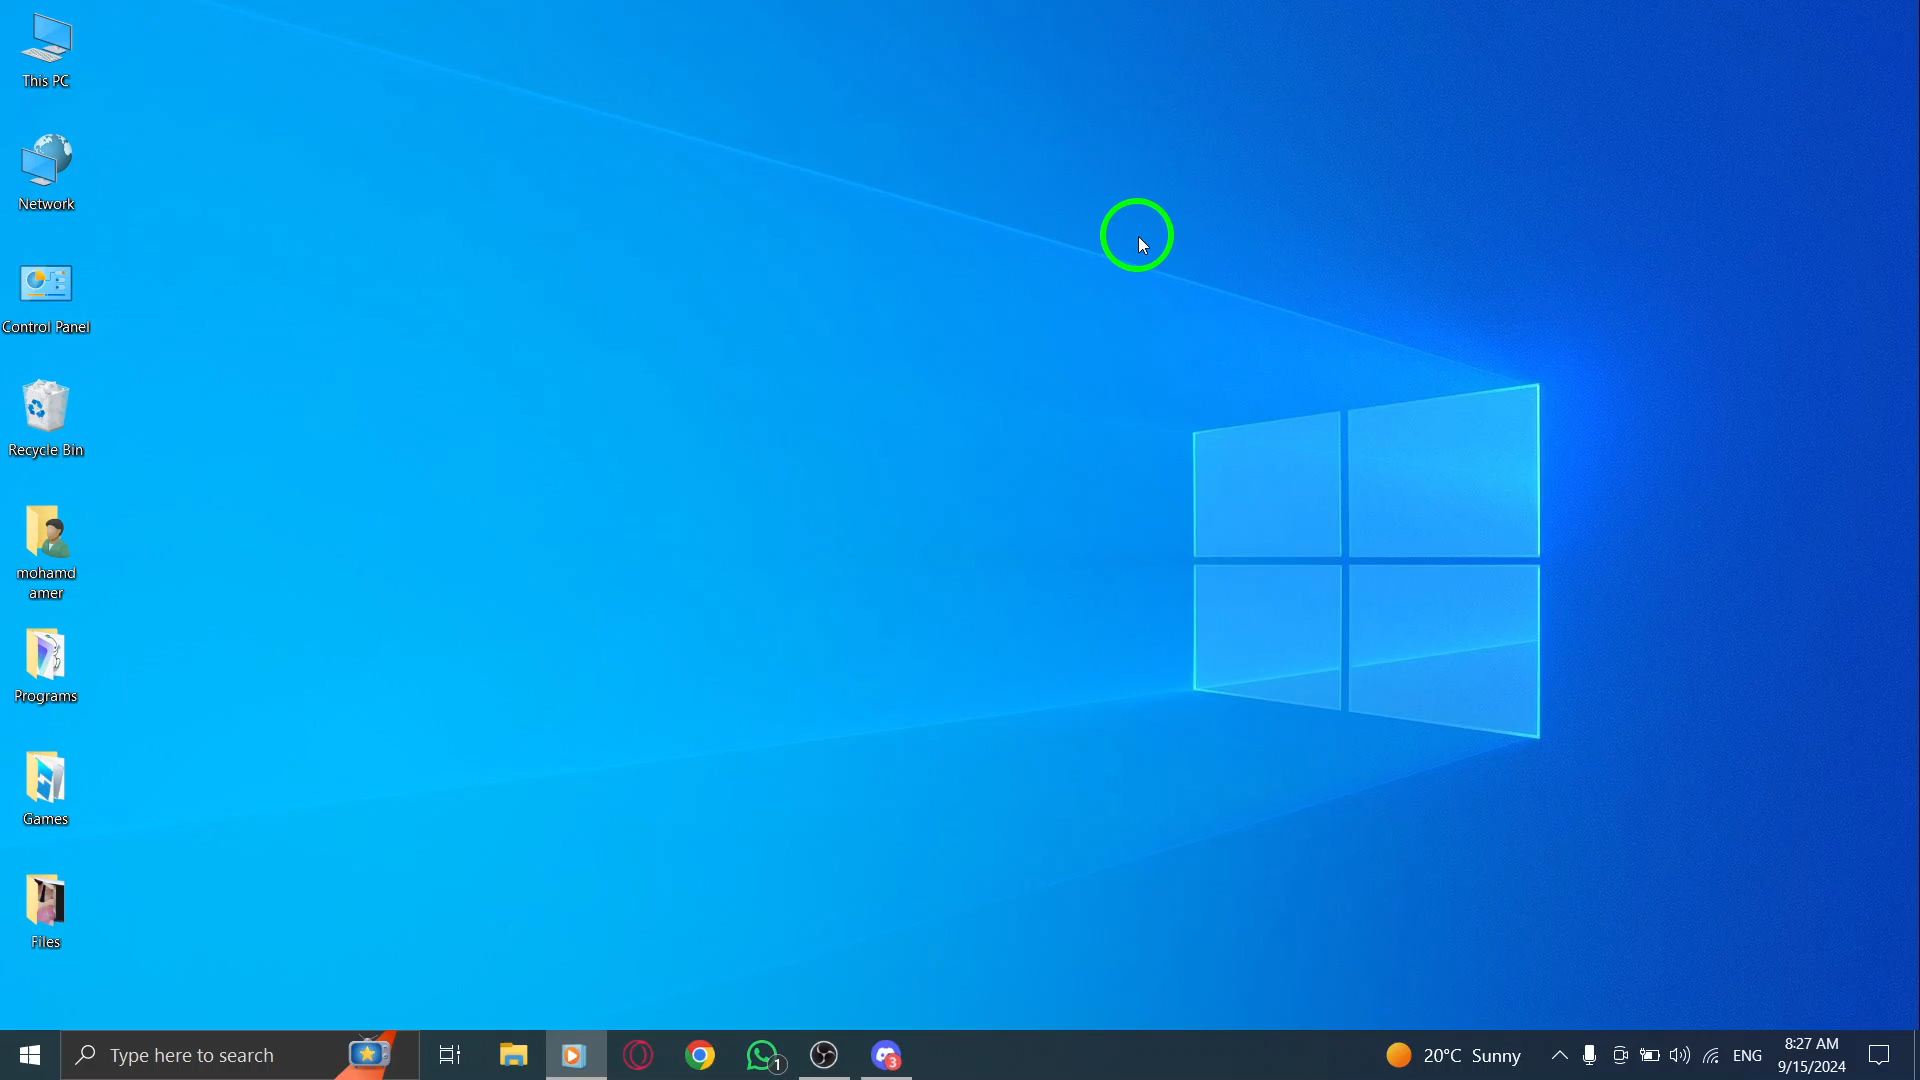 This PC
Network
Control Panel
Recycle Bin
mohamd
amer
Programs
Games
Files
Type here to search
1
3
20°C Sunny
ENG
8:27 AM
9/15/2024